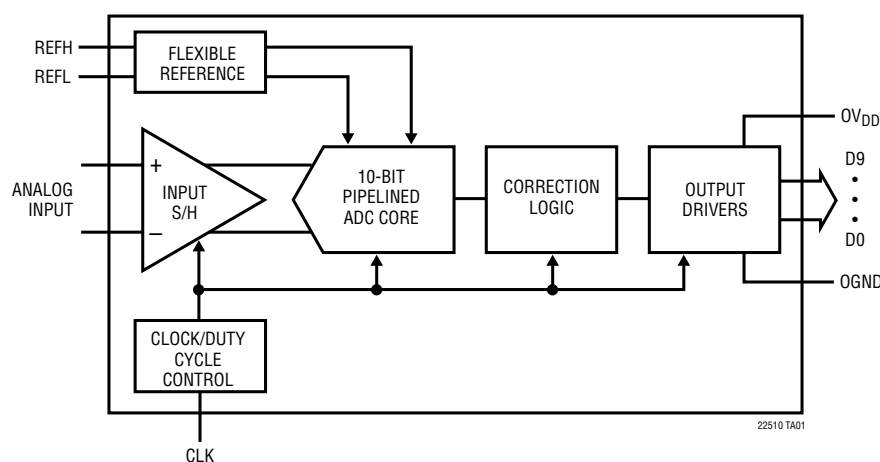 REFH
REFL
FLEXIBLE
REFERENCE
OVDD
ANALOG
INPUT
+
–
INPUT
S/H
10-BIT
PIPELINED
ADC CORE
CORRECTION
LOGIC
OUTPUT
DRIVERS
D9
•
•
•
D0
OGND
CLOCK/DUTY
CYCLE
CONTROL
22510 TA01
CLK